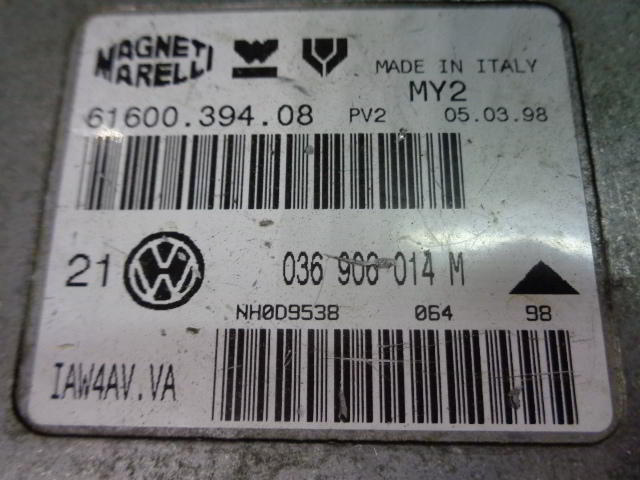 MAGNETI
MARELLI
MADE IN ITALY
MY2
61600.394.08 PV2 05.03.98
21 VW 036 906 014 M
NH0D9538 064 98
IAW4AV.VA